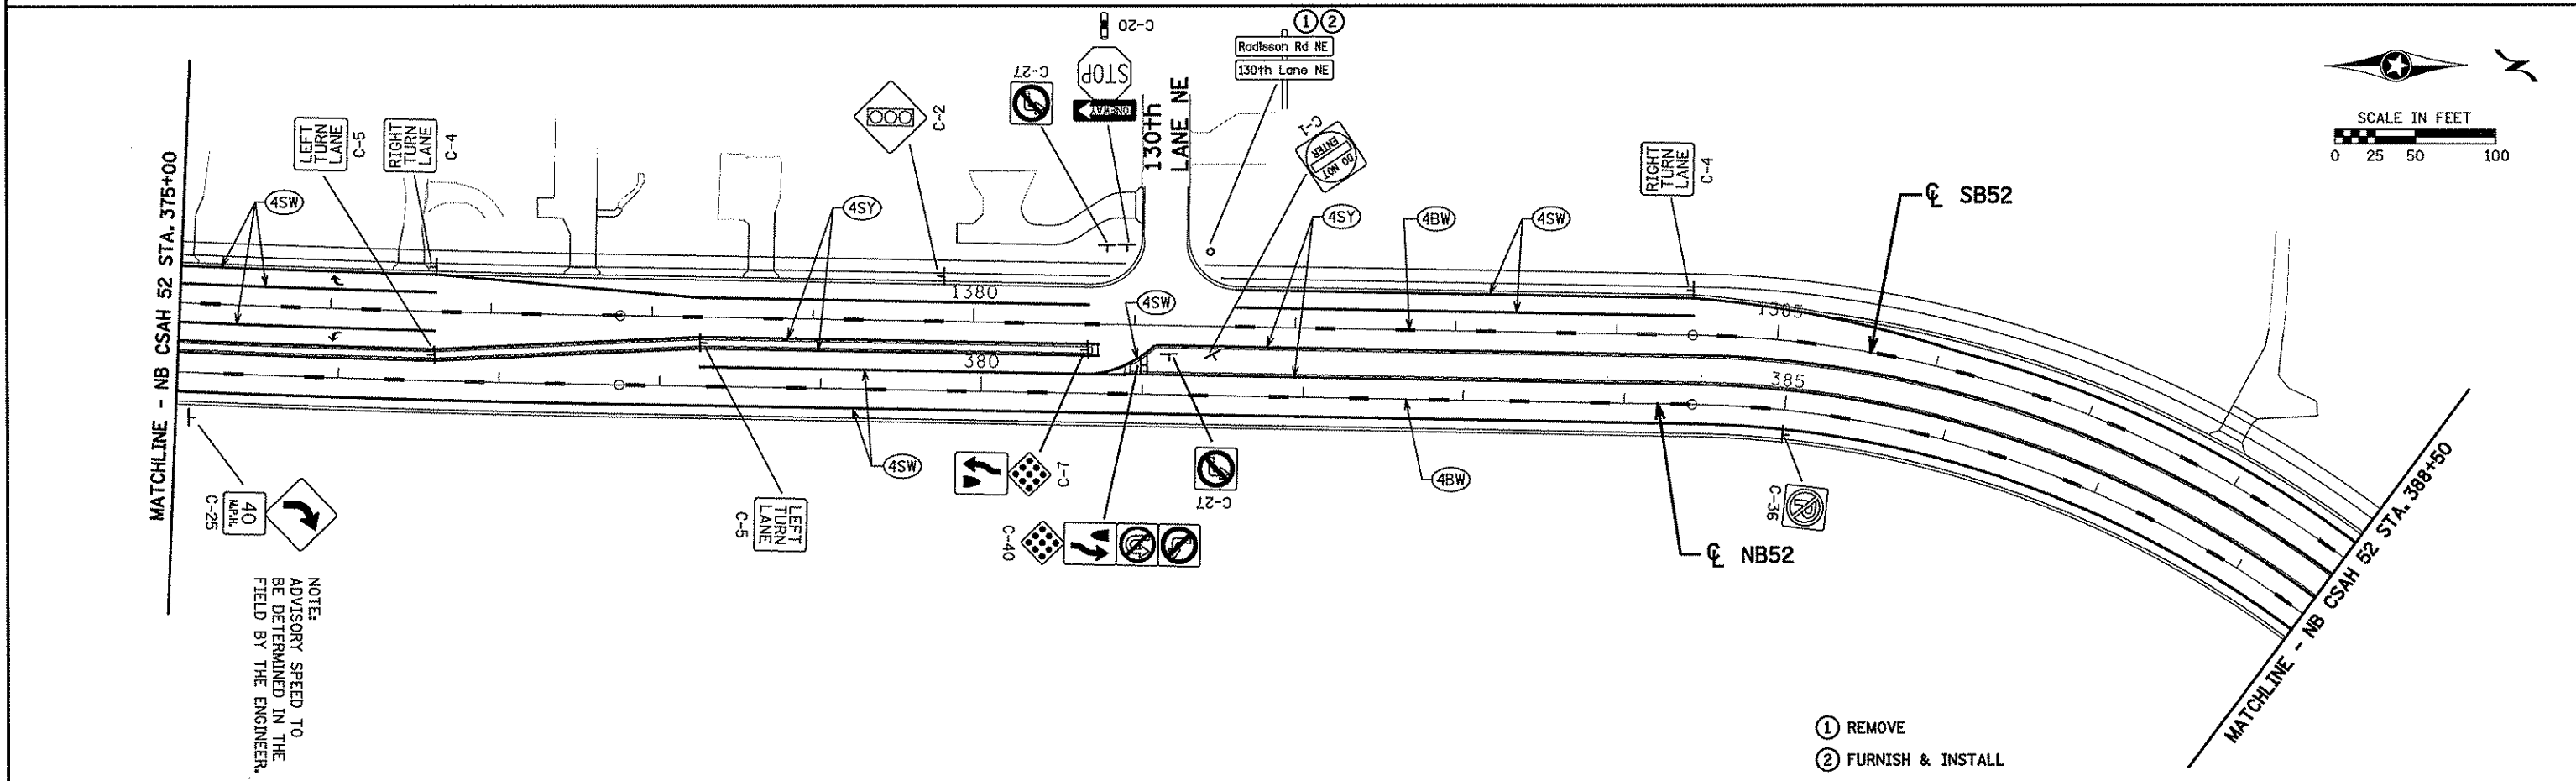 C-20
① ②
Radisson Rd NE
130th Lane NE
STOP
ONE WAY
C-27
130th
LANE NE
C-1
DO NOT
ENTER
C-2
LEFT
TURN
LANE
C-5
RIGHT
TURN
LANE
C-4
RIGHT
TURN
LANE
C-4
SCALE IN FEET
0 25 50 100
MATCHLINE - NB CSAH 52 STA. 375+00
4SW
4SY
4SY
4BW
4SW
℄ SB52
1380
4SW
1385
380
385
4SW
4BW
C-7
C-27
C-36
C-40
LEFT
TURN
LANE
C-5
40
M.P.H.
C-25
℄ NB52
NOTE:
ADVISORY SPEED TO
BE DETERMINED IN THE
FIELD BY THE ENGINEER.
MATCHLINE - NB CSAH 52 STA. 388+50
① REMOVE
② FURNISH & INSTALL